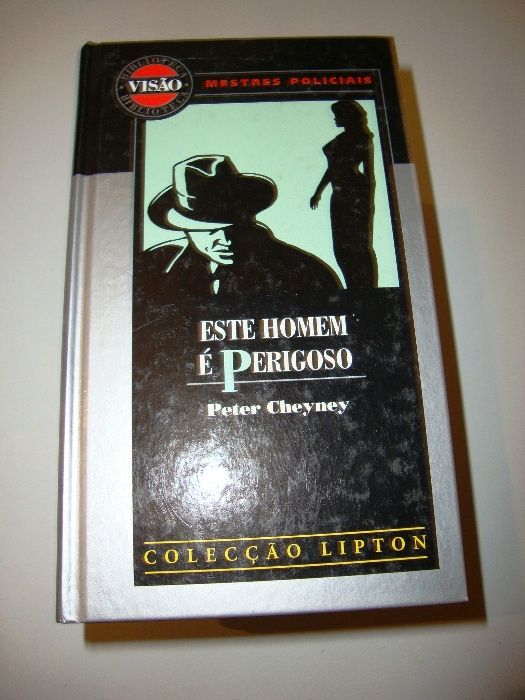 BIBLIOTECA
VISÃO
BIBLIOTECA
MESTRES POLICIAIS
ESTE HOMEM
É PERIGOSO
Peter Cheyney
COLECÇÃO LIPTON